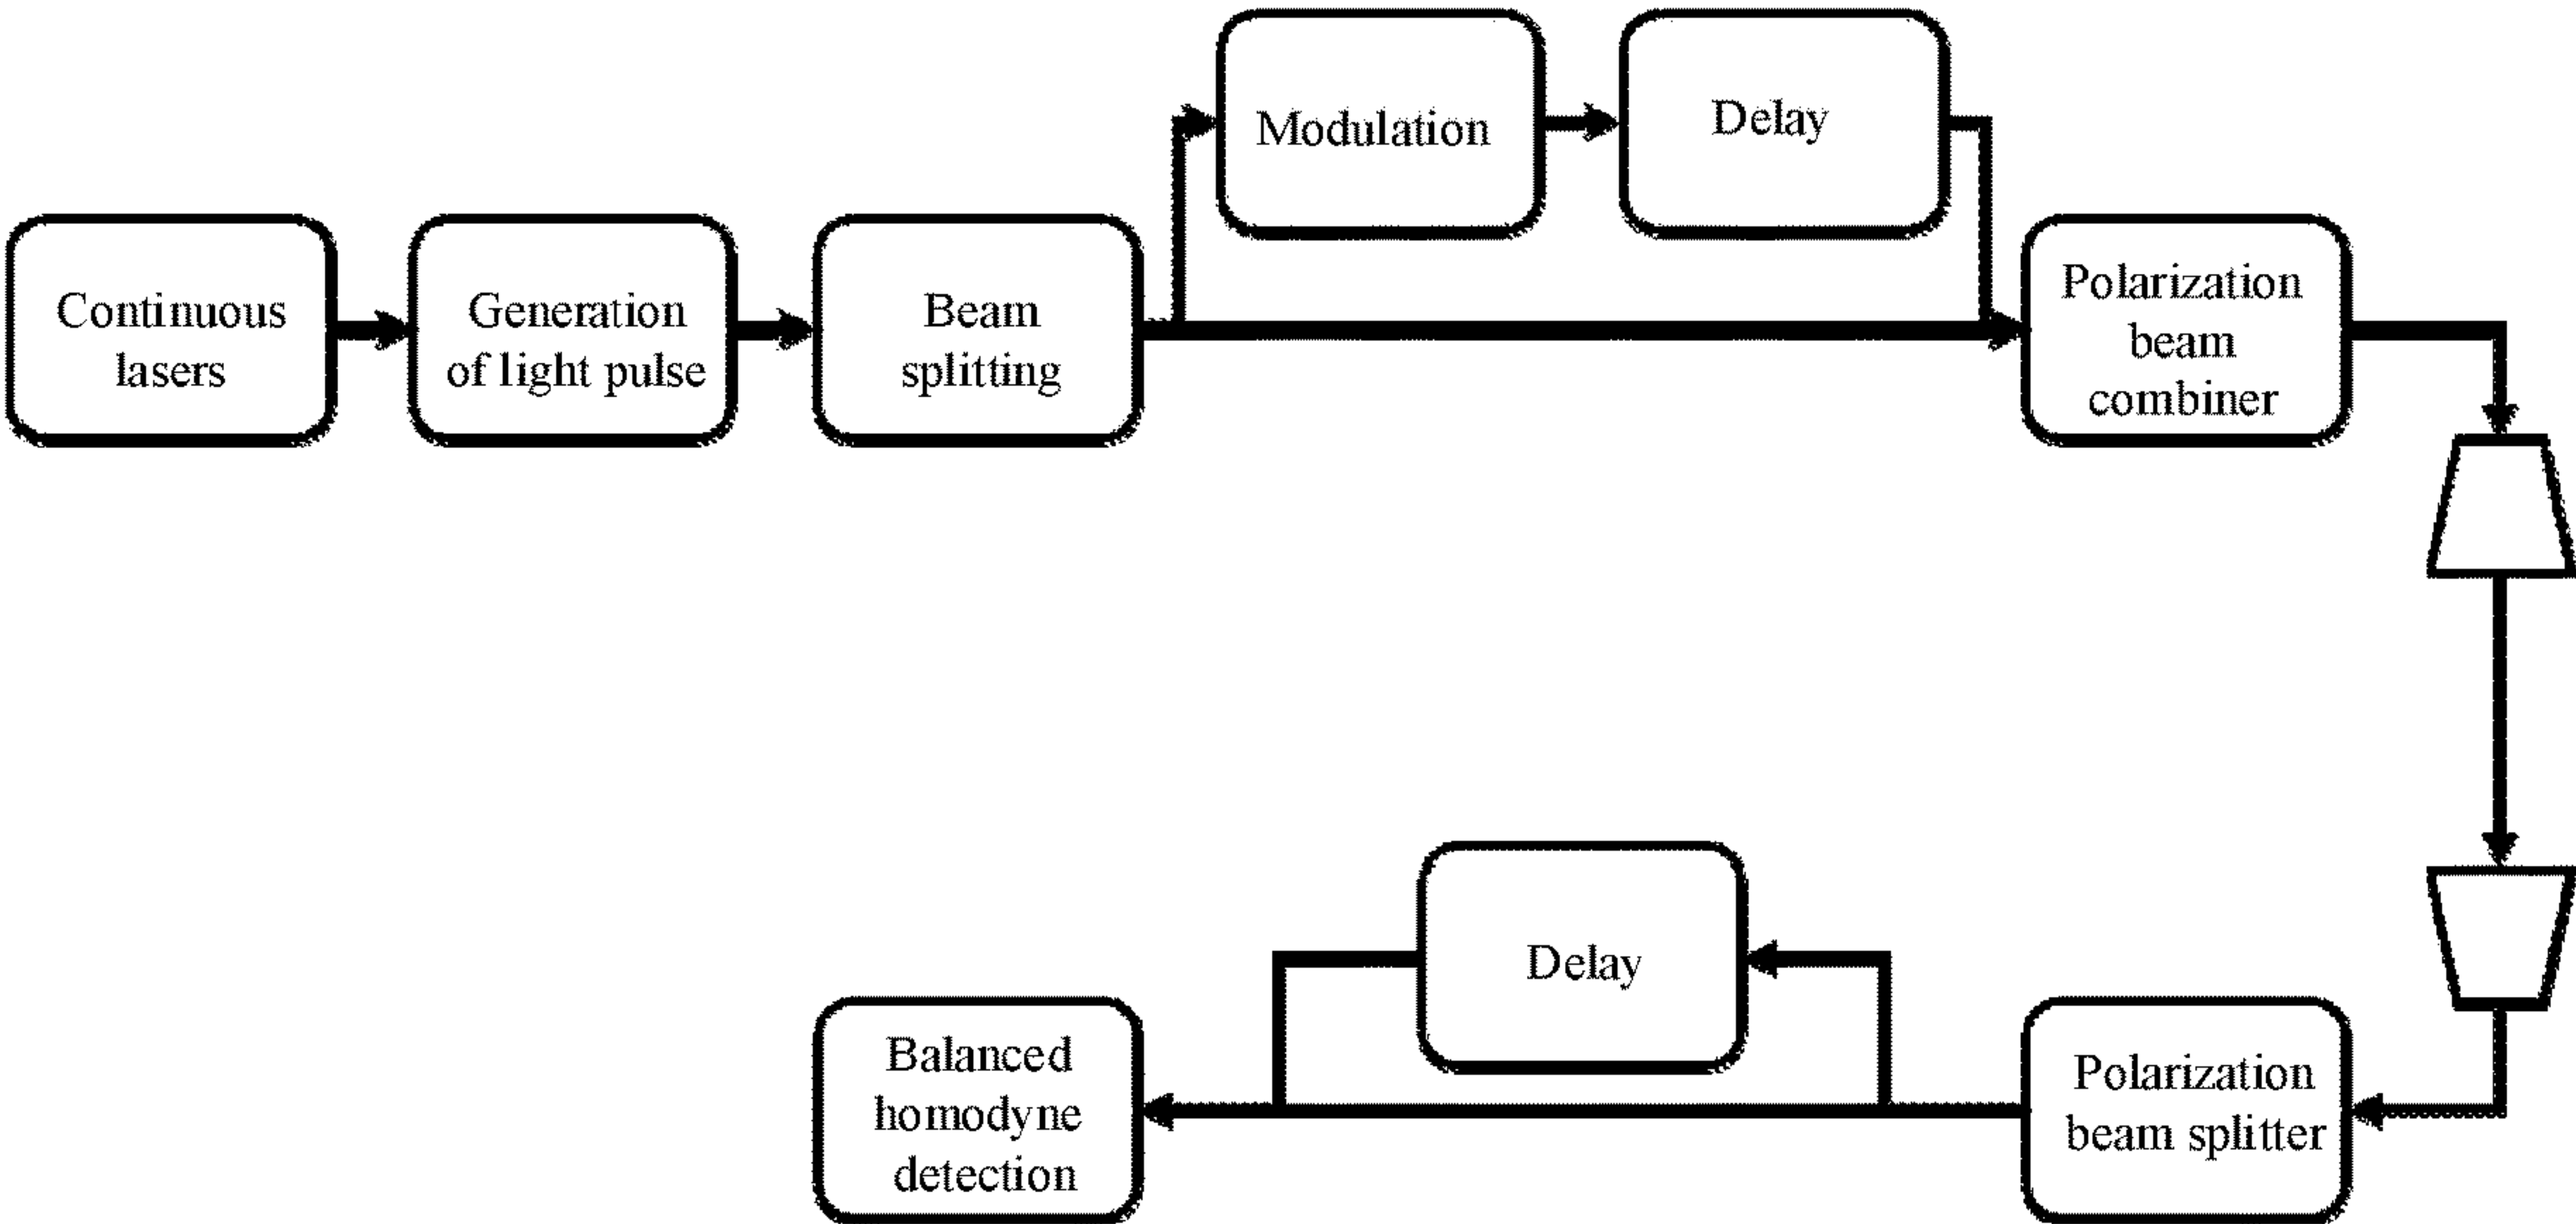 Modulation
Delay
Continuous
lasers
Generation
of light pulse
Beam
splitting
Polarization
beam
combiner
Delay
Balanced
homodyne
detection
Polarization
beam splitter